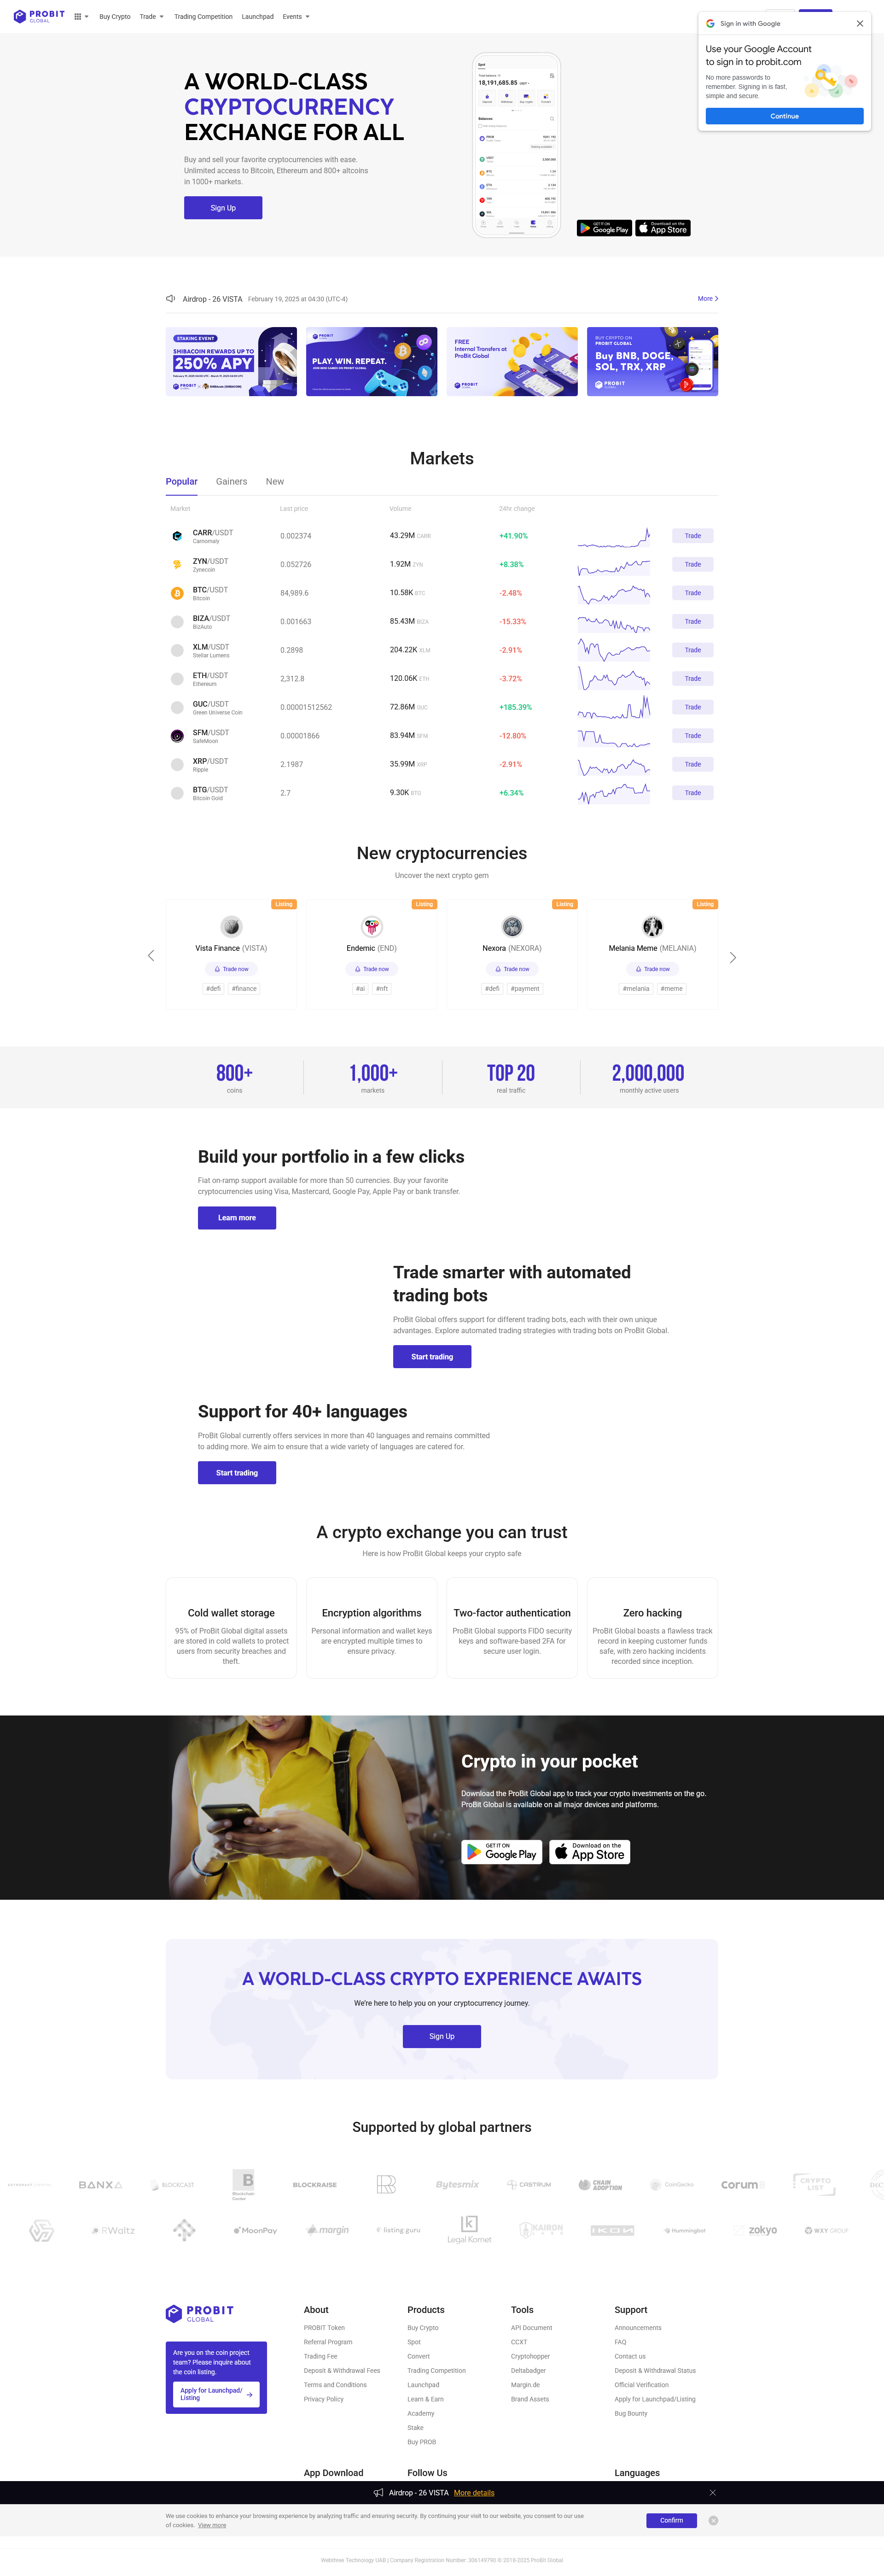 PROBIT
GLOBAL
Buy Crypto
Trade
Trading Competition
Launchpad
Events
Sign in with Google
Use your Google Account
to sign in to probit.com
No more passwords to
remember. Signing in is fast,
simple and secure.
Continue
A WORLD-CLASS
CRYPTOCURRENCY
EXCHANGE FOR ALL
Buy and sell your favorite cryptocurrencies with ease.
Unlimited access to Bitcoin, Ethereum and 800+ altcoins
in 1000+ markets.
Sign Up
18,191,685.85
Balances
GET IT ON
Google Play
Download on the
App Store
Airdrop - 26 VISTA February 19, 2025 at 04:30 (UTC-4)
More
STAKING EVENT
SHIBACOIN REWARDS UP TO
250% APY
PROBIT
PLAY. WIN. REPEAT.
JOIN NEW GAMES ON PROBIT GLOBAL
FREE
Internal Transfers at
ProBit Global
PROBIT
BUY CRYPTO ON
PROBIT GLOBAL
Buy BNB, DOGE,
SOL, TRX, XRP
PROBIT
GLOBAL
Markets
Popular Gainers New
Market Last price Volume 24hr change
CARR/USDT 0.002374 43.29M CARR +41.90% Trade
Carnomaly
ZYN/USDT 0.052726 1.92M ZYN +8.38% Trade
Zynecoin
BTC/USDT 84,989.6 10.58K BTC -2.48% Trade
Bitcoin
BIZA/USDT 0.001663 85.43M BIZA -15.33% Trade
BizAuto
XLM/USDT 0.2898 204.22K XLM -2.91% Trade
Stellar Lumens
ETH/USDT 2,312.8 120.06K ETH -3.72% Trade
Ethereum
GUC/USDT 0.00001512562 72.86M GUC +185.39% Trade
Green Universe Coin
SFM/USDT 0.00001866 83.94M SFM -12.80% Trade
SafeMoon
XRP/USDT 2.1987 35.99M XRP -2.91% Trade
Ripple
BTG/USDT 2.7 9.30K BTG +6.34% Trade
Bitcoin Gold
New cryptocurrencies
Uncover the next crypto gem
Listing
Vista Finance (VISTA)
Trade now
#defi #finance
Listing
Endemic (END)
Trade now
#ai #nft
Listing
Nexora (NEXORA)
Trade now
#defi #payment
Listing
Melania Meme (MELANIA)
Trade now
#melania #meme
800+
coins
1,000+
markets
TOP 20
real traffic
2,000,000
monthly active users
Build your portfolio in a few clicks
Fiat on-ramp support available for more than 50 currencies. Buy your favorite
cryptocurrencies using Visa, Mastercard, Google Pay, Apple Pay or bank transfer.
Learn more
Trade smarter with automated
trading bots
ProBit Global offers support for different trading bots, each with their own unique
advantages. Explore automated trading strategies with trading bots on ProBit Global.
Start trading
Support for 40+ languages
ProBit Global currently offers services in more than 40 languages and remains committed
to adding more. We aim to ensure that a wide variety of languages are catered for.
Start trading
A crypto exchange you can trust
Here is how ProBit Global keeps your crypto safe
Cold wallet storage
95% of ProBit Global digital assets
are stored in cold wallets to protect
users from security breaches and
theft.
Encryption algorithms
Personal information and wallet keys
are encrypted multiple times to
ensure privacy.
Two-factor authentication
ProBit Global supports FIDO security
keys and software-based 2FA for
secure user login.
Zero hacking
ProBit Global boasts a flawless track
record in keeping customer funds
safe, with zero hacking incidents
recorded since inception.
Crypto in your pocket
Download the ProBit Global app to track your crypto investments on the go.
ProBit Global is available on all major devices and platforms.
GET IT ON
Google Play
Download on the
App Store
A WORLD-CLASS CRYPTO EXPERIENCE AWAITS
We're here to help you on your cryptocurrency journey.
Sign Up
Supported by global partners
BANXA
BLOCKCAST
Blockchain
Center
BLOCKRAISE
Bytesmix
CASTRUM
CHAIN
ADOPTION
CoinGecko
Corum8
CRYPTO
LIST
RWaltz
MoonPay
margin
listing.guru
Legal Kornet
KAIRON
LABS
Hummingbot
zokyo
WXY GROUP
PROBIT
GLOBAL
Are you on the coin project
team? Please inquire about
the coin listing.
Apply for Launchpad/
Listing
About
PROBIT Token
Referral Program
Trading Fee
Deposit & Withdrawal Fees
Terms and Conditions
Privacy Policy
Products
Buy Crypto
Spot
Convert
Trading Competition
Launchpad
Learn & Earn
Academy
Stake
Buy PROB
Tools
API Document
CCXT
Cryptohopper
Deltabadger
Margin.de
Brand Assets
Support
Announcements
FAQ
Contact us
Deposit & Withdrawal Status
Official Verification
Apply for Launchpad/Listing
Bug Bounty
App Download
Follow Us
Languages
Airdrop - 26 VISTA More details
We use cookies to enhance your browsing experience by analyzing traffic and ensuring security. By continuing your visit to our website, you consent to our use
of cookies. View more
Confirm
Webthree Technology UAB | Company Registration Number: 306149793 © 2018-2025 ProBit Global